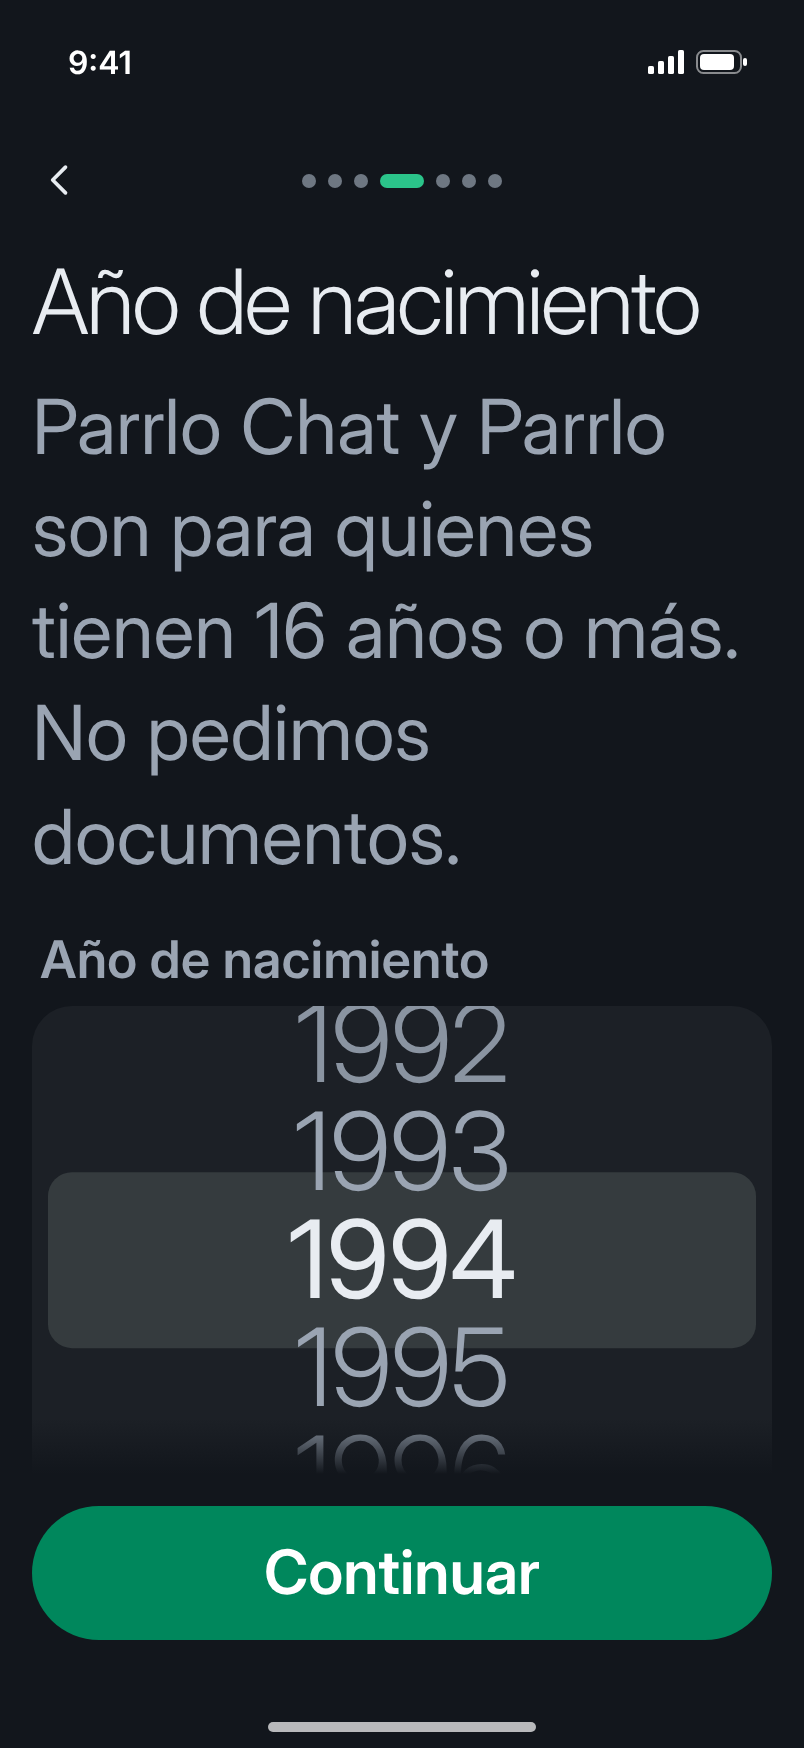 9:41
Año de nacimiento
Parrlo Chat y Parrlo
son para quienes
tienen 16 años o más.
No pedimos
documentos.
Año de nacimiento
1992
1993
1994
1995
1996
Continuar